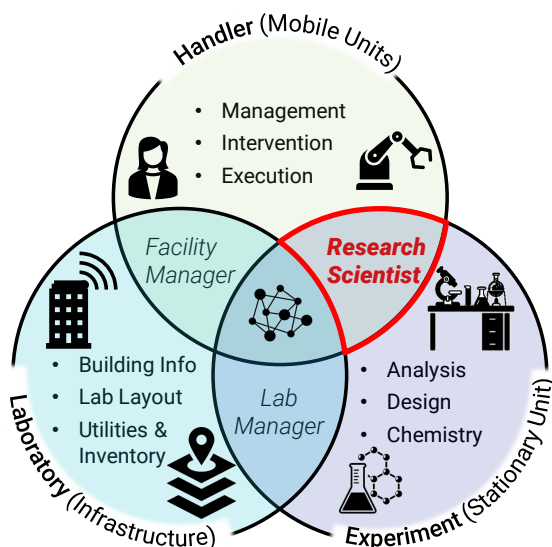 Handler (Mobile Units)
• Management
• Intervention
• Execution
Facility
Manager
Research
Scientist
• Building Info
• Lab Layout
• Utilities &
Inventory
Lab
Manager
• Analysis
• Design
• Chemistry
Laboratory (Infrastructure)
Experiment (Stationary Unit)